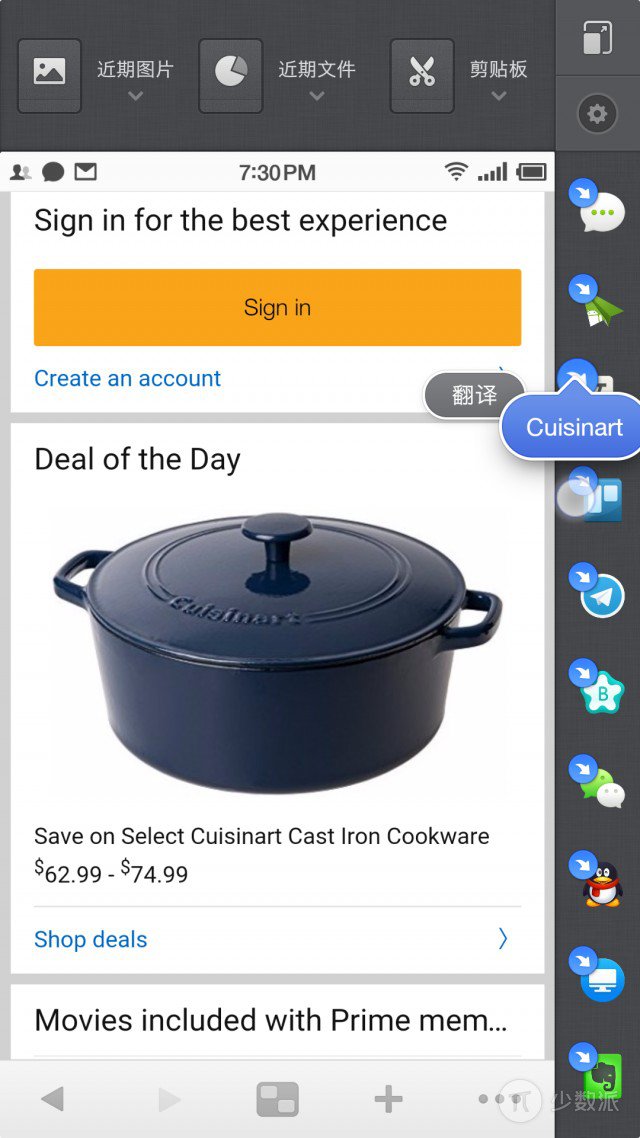 近期图片
近期文件
剪贴板
7:30PM
Sign in for the best experience
Sign in
Create an account
翻译
Cuisinart
Deal of the Day
Cuisinart
Save on Select Cuisinart Cast Iron Cookware
$62.99 - $74.99
Shop deals
Movies included with Prime mem...
B
π 少数派